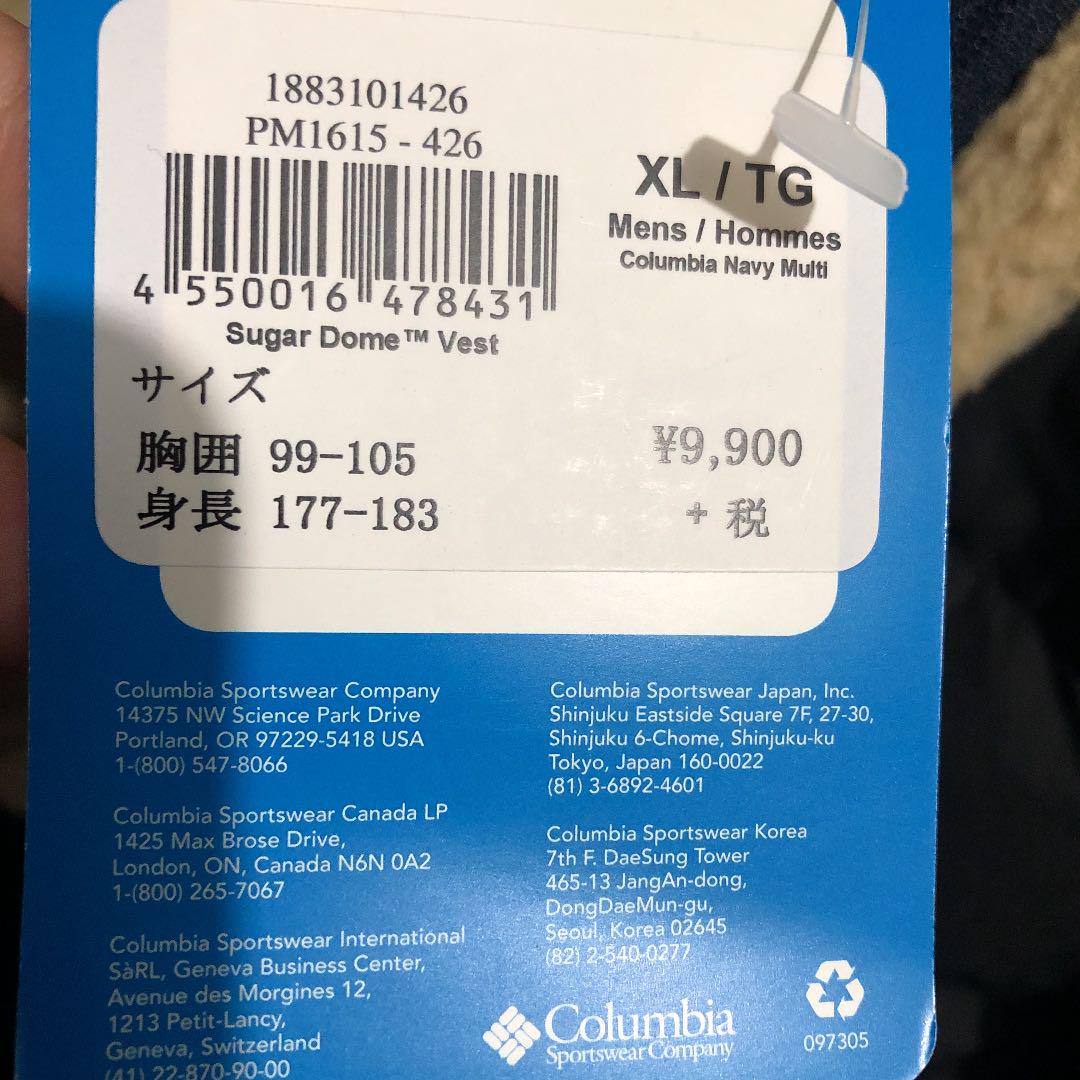 1883101426
PM1615 - 426
4 550016 478431
Sugar Dome™ Vest
XL / TG
Mens / Hommes
Columbia Navy Multi
サイズ
胸囲 99-105
身長 177-183
¥9,900
+ 税
Columbia Sportswear Company
14375 NW Science Park Drive
Portland, OR 97229-5418 USA
1-(800) 547-8066
Columbia Sportswear Canada LP
1425 Max Brose Drive,
London, ON, Canada N6N 0A2
1-(800) 265-7067
Columbia Sportswear International
SàRL, Geneva Business Center,
Avenue des Morgines 12,
1213 Petit-Lancy,
Geneva, Switzerland
(41) 22-870-90-00
Columbia Sportswear Japan, Inc.
Shinjuku Eastside Square 7F, 27-30,
Shinjuku 6-Chome, Shinjuku-ku
Tokyo, Japan 160-0022
(81) 3-6892-4601
Columbia Sportswear Korea
7th F. DaeSung Tower
465-13 JangAn-dong,
DongDaeMun-gu,
Seoul, Korea 02645
(82) 2-540-0277
Columbia
Sportswear Company
097305